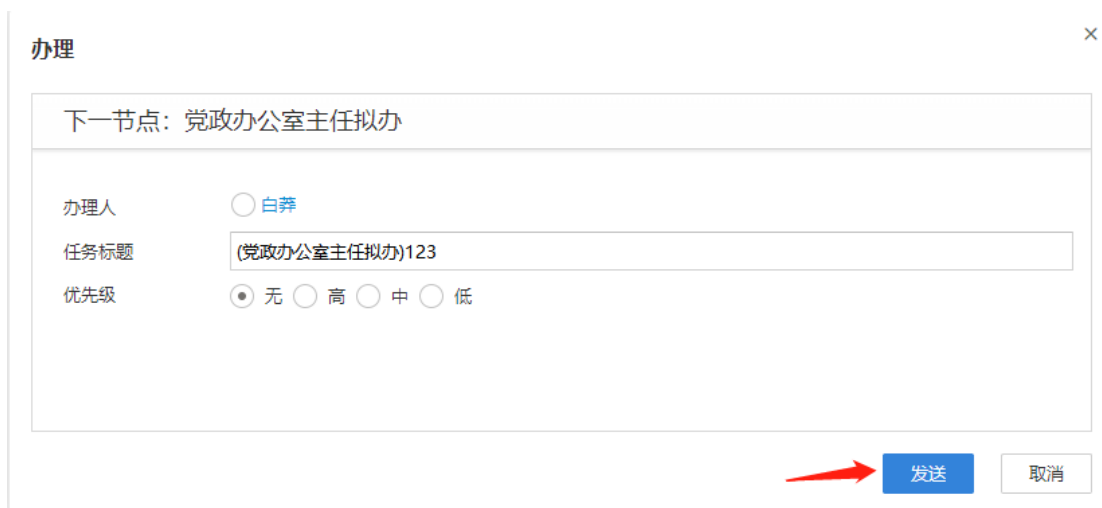 办理
下一节点：党政办公室主任拟办
办理人 白莽
任务标题 (党政办公室主任拟办)123
优先级 无 高 中 低
发送 取消